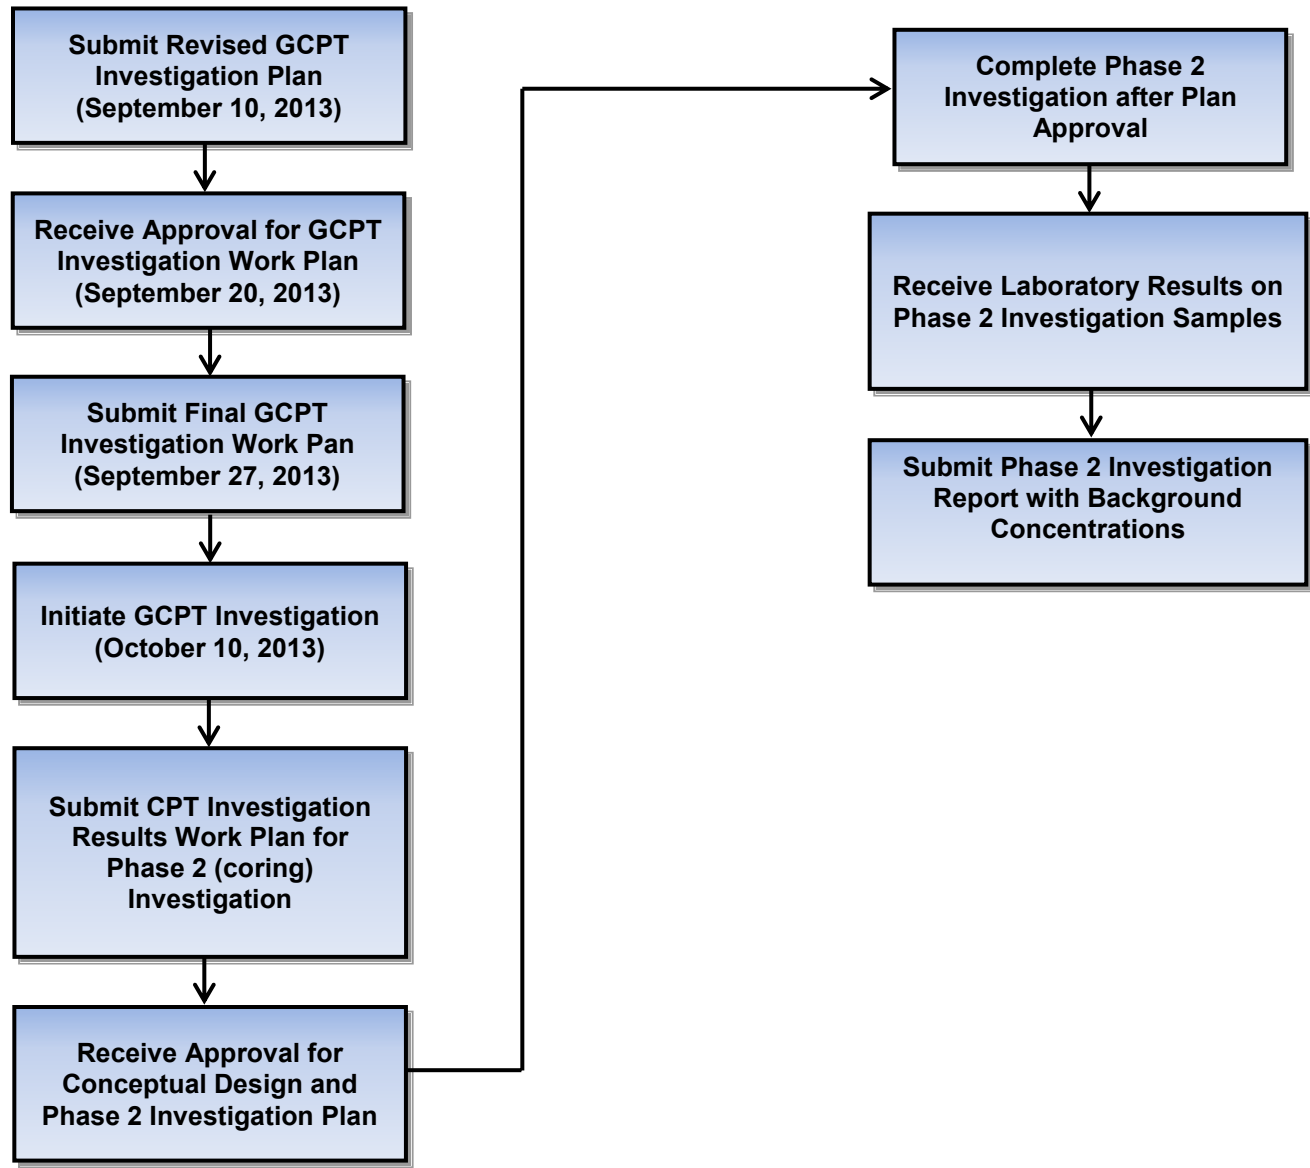 Submit Revised GCPT
Investigation Plan
(September 10, 2013)
Receive Approval for GCPT
Investigation Work Plan
(September 20, 2013)
Submit Final GCPT
Investigation Work Pan
(September 27, 2013)
Initiate GCPT Investigation
(October 10, 2013)
Submit CPT Investigation
Results Work Plan for
Phase 2 (coring)
Investigation
Receive Approval for
Conceptual Design and
Phase 2 Investigation Plan
Complete Phase 2
Investigation after Plan
Approval
Receive Laboratory Results on
Phase 2 Investigation Samples
Submit Phase 2 Investigation
Report with Background
Concentrations